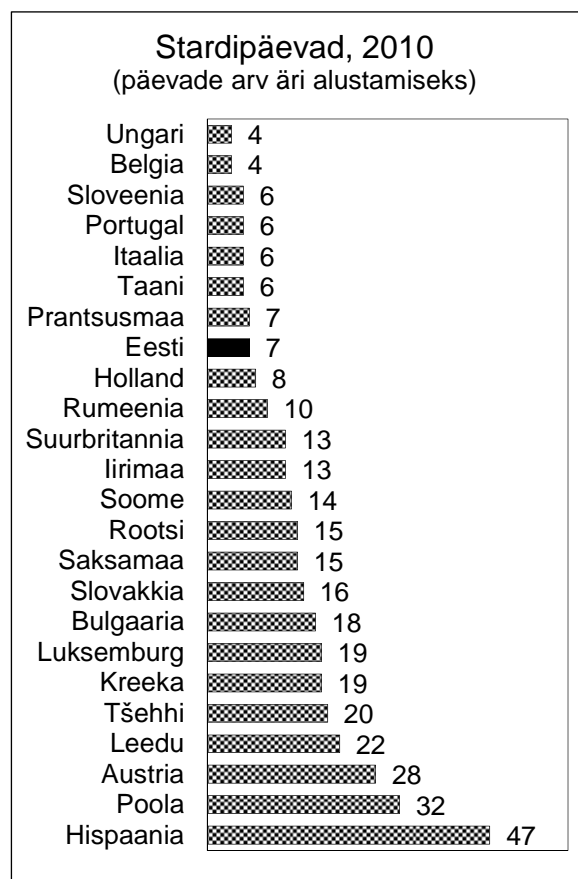 Stardipäevad, 2010
(päevade arv äri alustamiseks)
Ungari 4
Belgia 4
Sloveenia 6
Portugal 6
Itaalia 6
Taani 6
Prantsusmaa 7
Eesti 7
Holland 8
Rumeenia 10
Suurbritannia 13
Iirimaa 13
Soome 14
Rootsi 15
Saksamaa 15
Slovakkia 16
Bulgaaria 18
Luksemburg 19
Kreeka 19
Tšehhi 20
Leedu 22
Austria 28
Poola 32
Hispaania 47